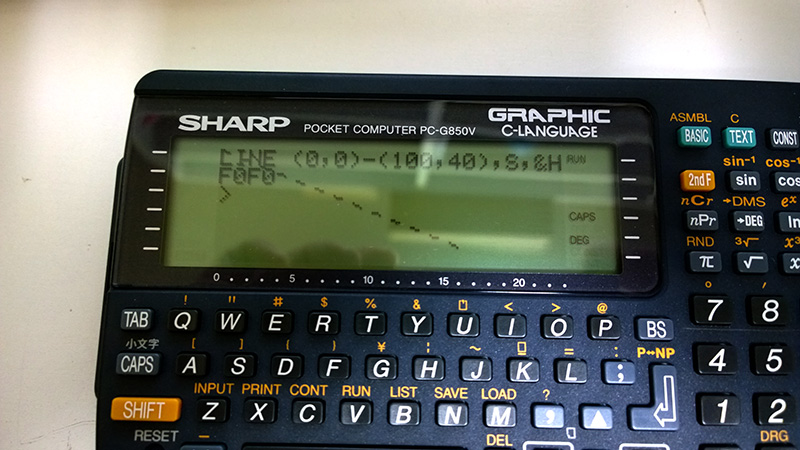 SHARP POCKET COMPUTER PC-G850V GRAPHIC
C-LANGUAGE
LINE (0,0)-(100,40),S,&H RUN
F0F0
>
CAPS
DEG
0 5 10 15 20
ASMBL C
BASIC TEXT CONST
sin⁻¹ cos⁻
2nd F sin cos
nCr →DMS eˣ
nPr →DEG ln
RND ³√ x³
π √ x²
! " # $ % & < > @
TAB Q W E R T Y U I O P BS
小文字 [ ] { } ¥ ¦ ~ = : P↔NP
CAPS A S D F G H J K L ;
INPUT PRINT CONT RUN LIST SAVE LOAD ?
SHIFT Z X C V B N M , ▲
RESET DEL
7 8
4 5
1 2
DRG